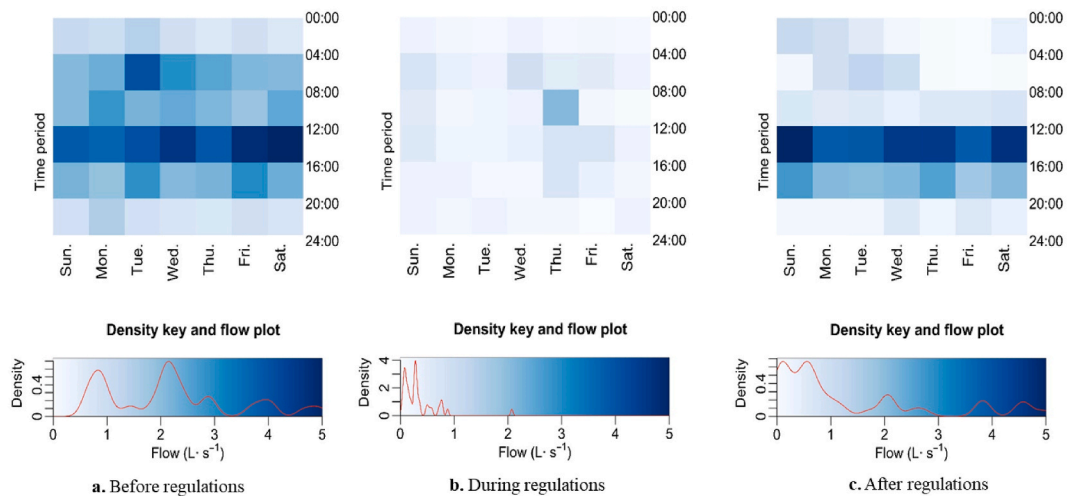 00:00
04:00
08:00
12:00
16:00
20:00
24:00
Time period
Sun. Mon. Tue. Wed. Thu. Fri. Sat.
Density key and flow plot
Density
0 0.4
0 1 2 3 4 5
Flow (L· s⁻¹)
a. Before regulations
00:00
04:00
08:00
12:00
16:00
20:00
24:00
Time period
Sun. Mon. Tue. Wed. Thu. Fri. Sat.
Density key and flow plot
Density
0 2 4
0 1 2 3 4 5
Flow (L· s⁻¹)
b. During regulations
00:00
04:00
08:00
12:00
16:00
20:00
24:00
Time period
Sun. Mon. Tue. Wed. Thu. Fri. Sat.
Density key and flow plot
Density
0 0.4
0 1 2 3 4 5
Flow (L· s⁻¹)
c. After regulations